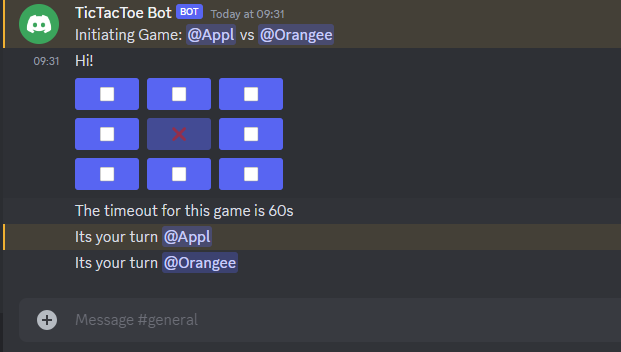 TicTacToe Bot BOT Today at 09:31
Initiating Game: @Appl vs @Orangee
09:31 Hi!
The timeout for this game is 60s
Its your turn @Appl
Its your turn @Orangee
Message #general